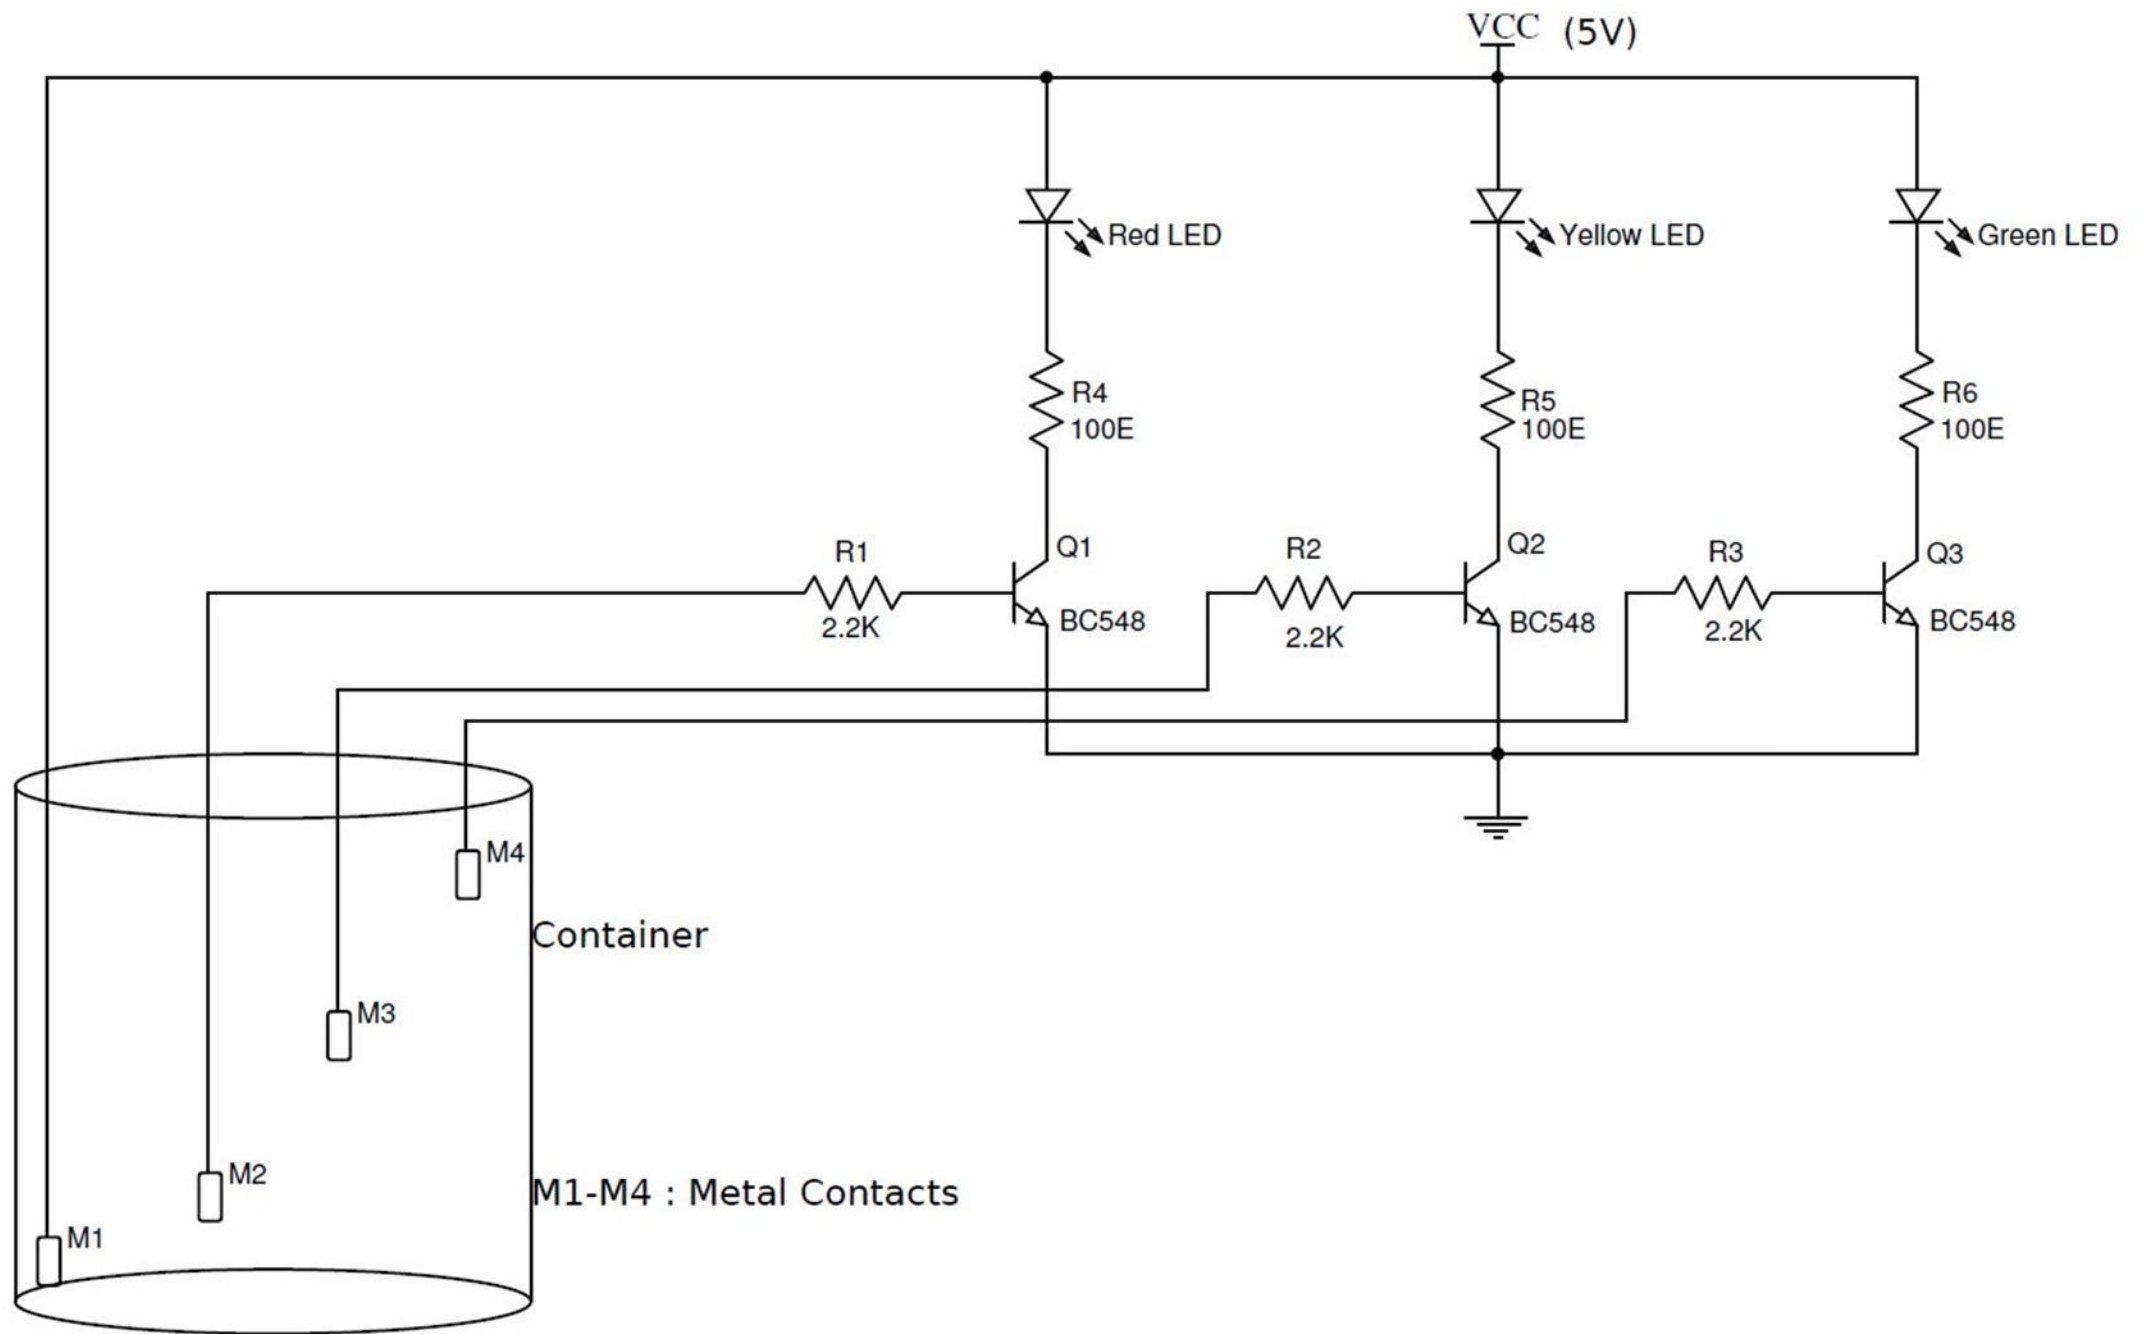 VCC (5V)
Red LED
Yellow LED
Green LED
R4
100E
R5
100E
R6
100E
R1
2.2K
Q1
BC548
R2
2.2K
Q2
BC548
R3
2.2K
Q3
BC548
M4
Container
M3
M2
M1-M4 : Metal Contacts
M1